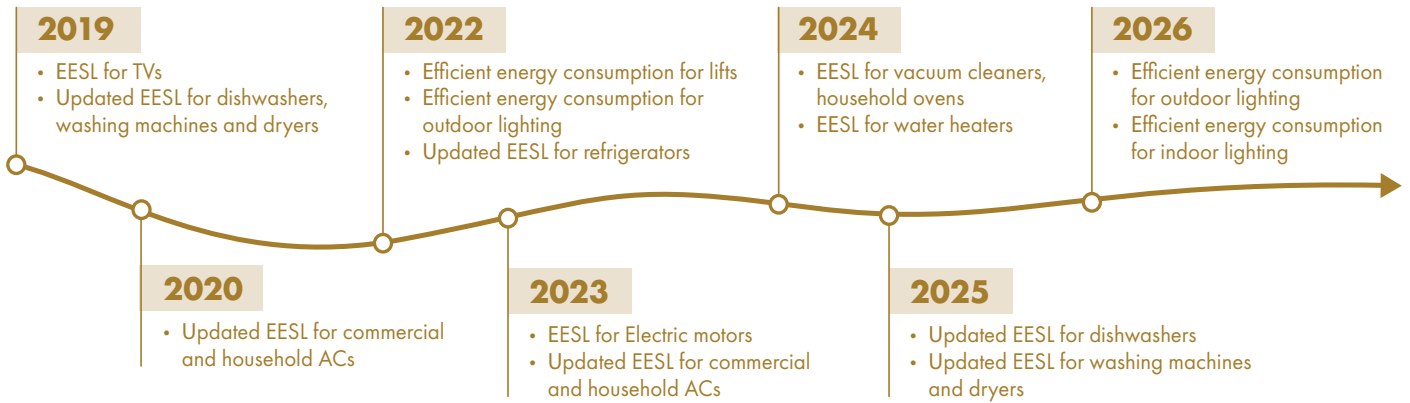 2019
• EESL for TVs
• Updated EESL for dishwashers,
washing machines and dryers
2020
• Updated EESL for commercial
and household ACs
2022
• Efficient energy consumption for lifts
• Efficient energy consumption for
outdoor lighting
• Updated EESL for refrigerators
2023
• EESL for Electric motors
• Updated EESL for commercial
and household ACs
2024
• EESL for vacuum cleaners,
household ovens
• EESL for water heaters
2025
• Updated EESL for dishwashers
• Updated EESL for washing machines
and dryers
2026
• Efficient energy consumption
for outdoor lighting
• Efficient energy consumption
for indoor lighting